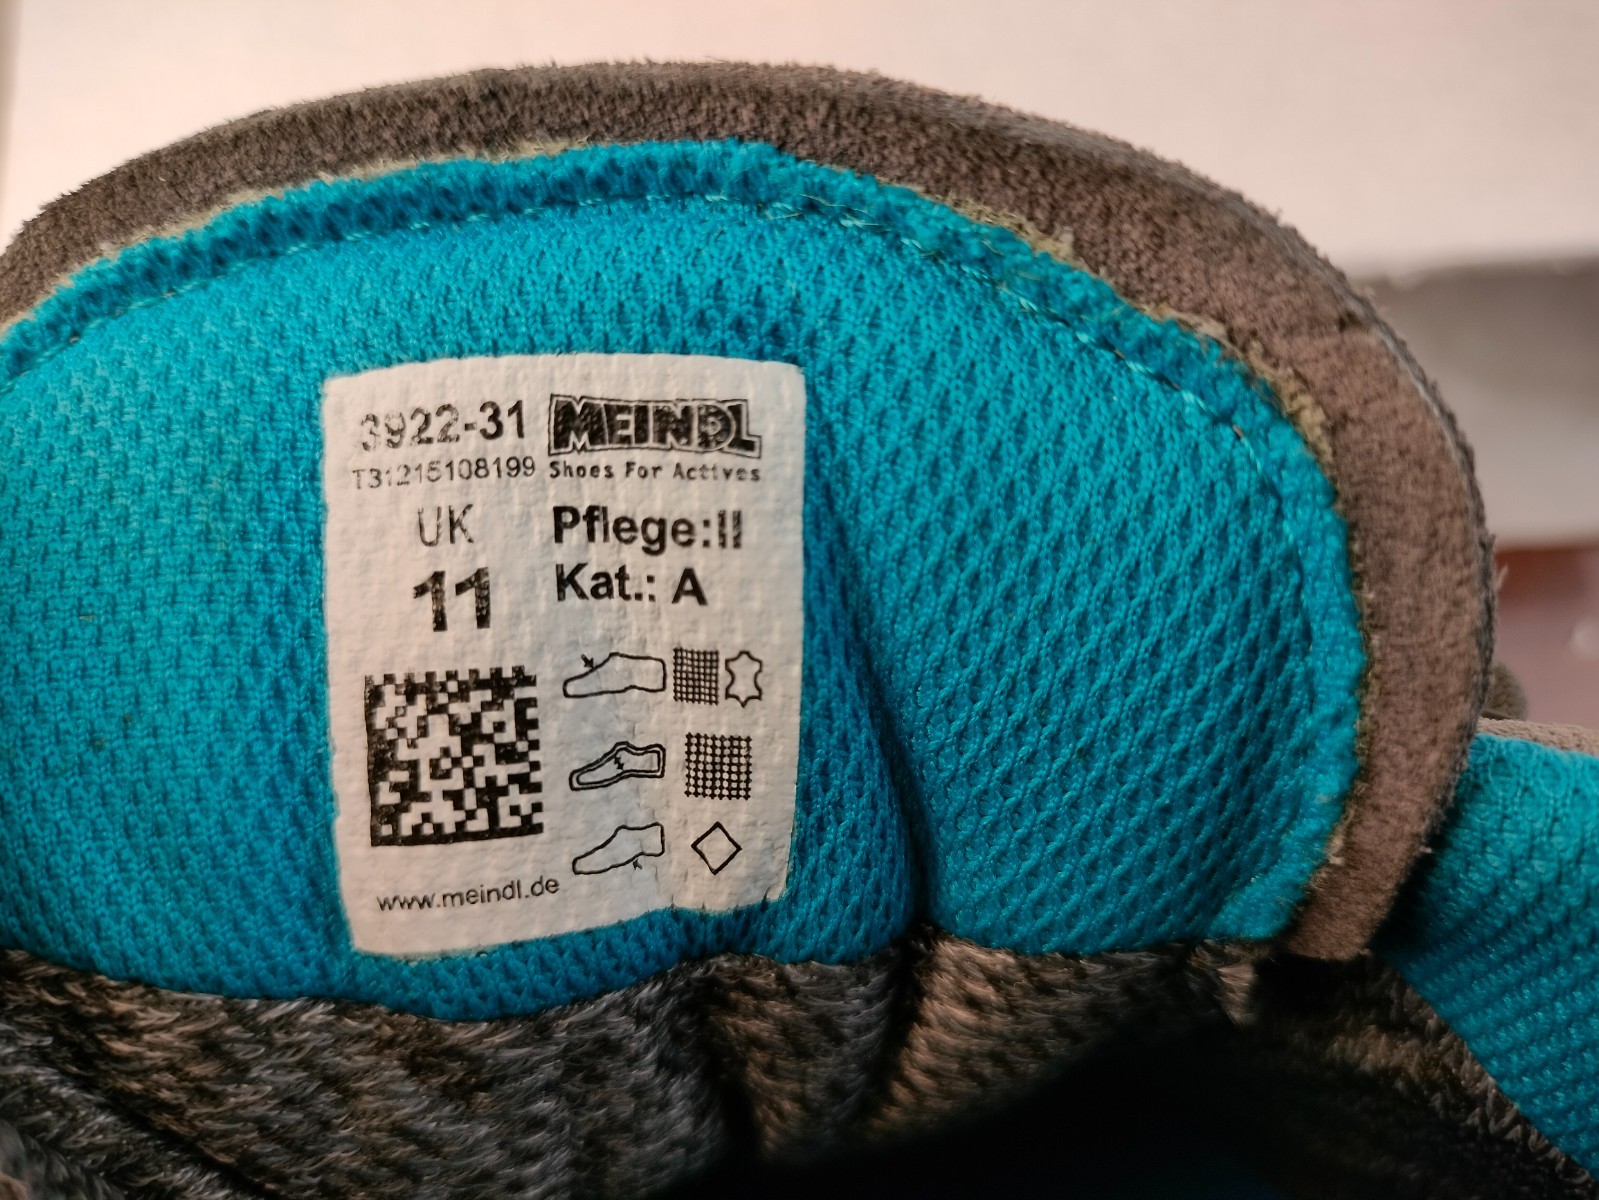 3922-31
T31215108199
UK
11
MEINDL
Shoes For Actives
Pflege:II
Kat.: A
www.meindl.de